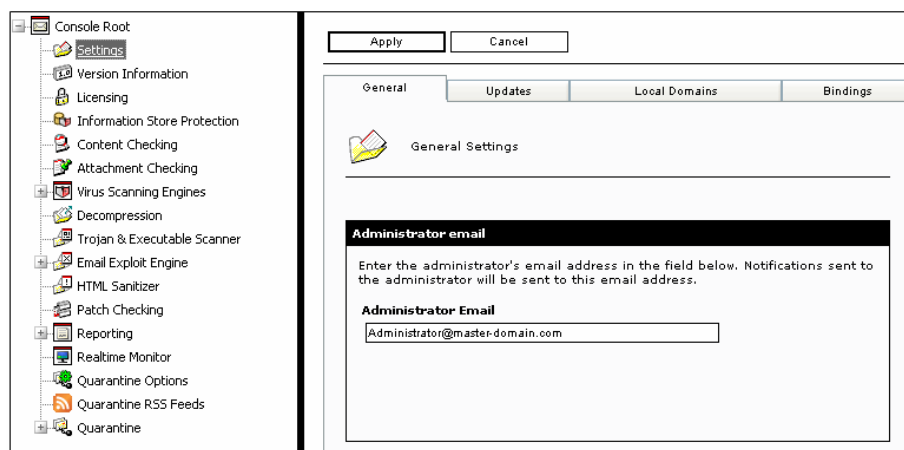 Console Root
Settings
Version Information
Licensing
Information Store Protection
Content Checking
Attachment Checking
Virus Scanning Engines
Decompression
Trojan & Executable Scanner
Email Exploit Engine
HTML Sanitizer
Patch Checking
Reporting
Realtime Monitor
Quarantine Options
Quarantine RSS Feeds
Quarantine
Apply Cancel
General Updates Local Domains Bindings
General Settings
Administrator email
Enter the administrator's email address in the field below. Notifications sent to
the administrator will be sent to this email address.
Administrator Email
Administrator@master-domain.com